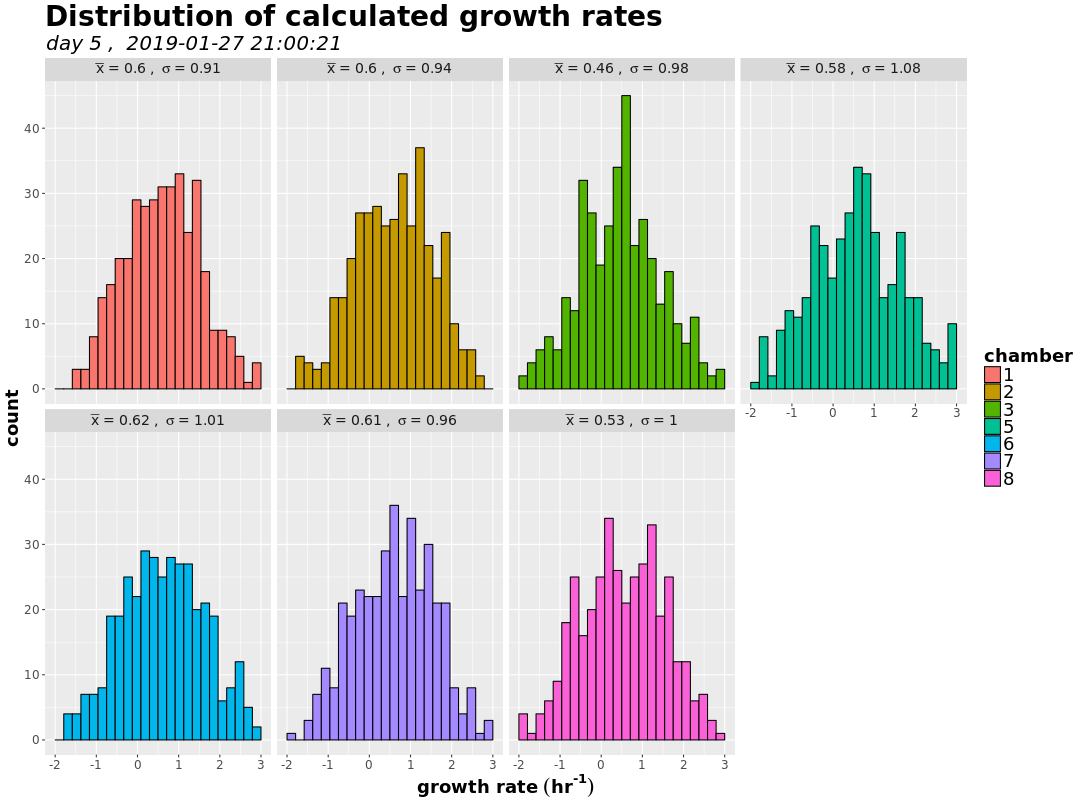 Distribution of calculated growth rates
day 5 ,  2019-01-27 21:00:21
x̅ = 0.6 ,  σ = 0.91
x̅ = 0.6 ,  σ = 0.94
x̅ = 0.46 ,  σ = 0.98
x̅ = 0.58 ,  σ = 1.08
40
30
20
10
0
-2 -1 0 1 2 3
x̅ = 0.62 ,  σ = 1.01
x̅ = 0.61 ,  σ = 0.96
x̅ = 0.53 ,  σ = 1
40
30
20
10
0
-2 -1 0 1 2 3
-2 -1 0 1 2 3
-2 -1 0 1 2 3
count
growth rate (hr⁻¹)
chamber
1
2
3
5
6
7
8